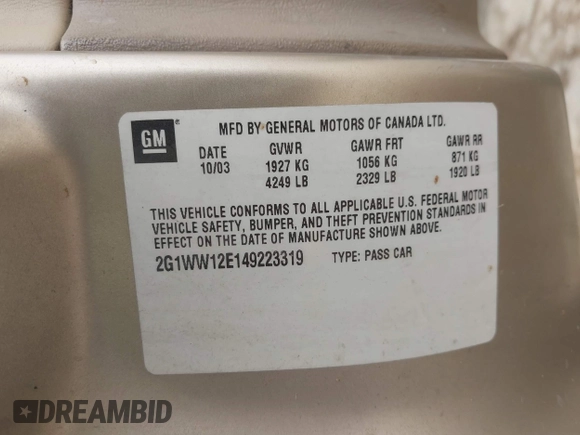 GM
MFD BY GENERAL MOTORS OF CANADA LTD.
DATE GVWR GAWR FRT GAWR RR
10/03 1927 KG 1056 KG 871 KG
4249 LB 2329 LB 1920 LB
THIS VEHICLE CONFORMS TO ALL APPLICABLE U.S. FEDERAL MOTOR
VEHICLE SAFETY, BUMPER, AND THEFT PREVENTION STANDARDS IN
EFFECT ON THE DATE OF MANUFACTURE SHOWN ABOVE.
2G1WW12E149223319 TYPE: PASS CAR
DREAMBID